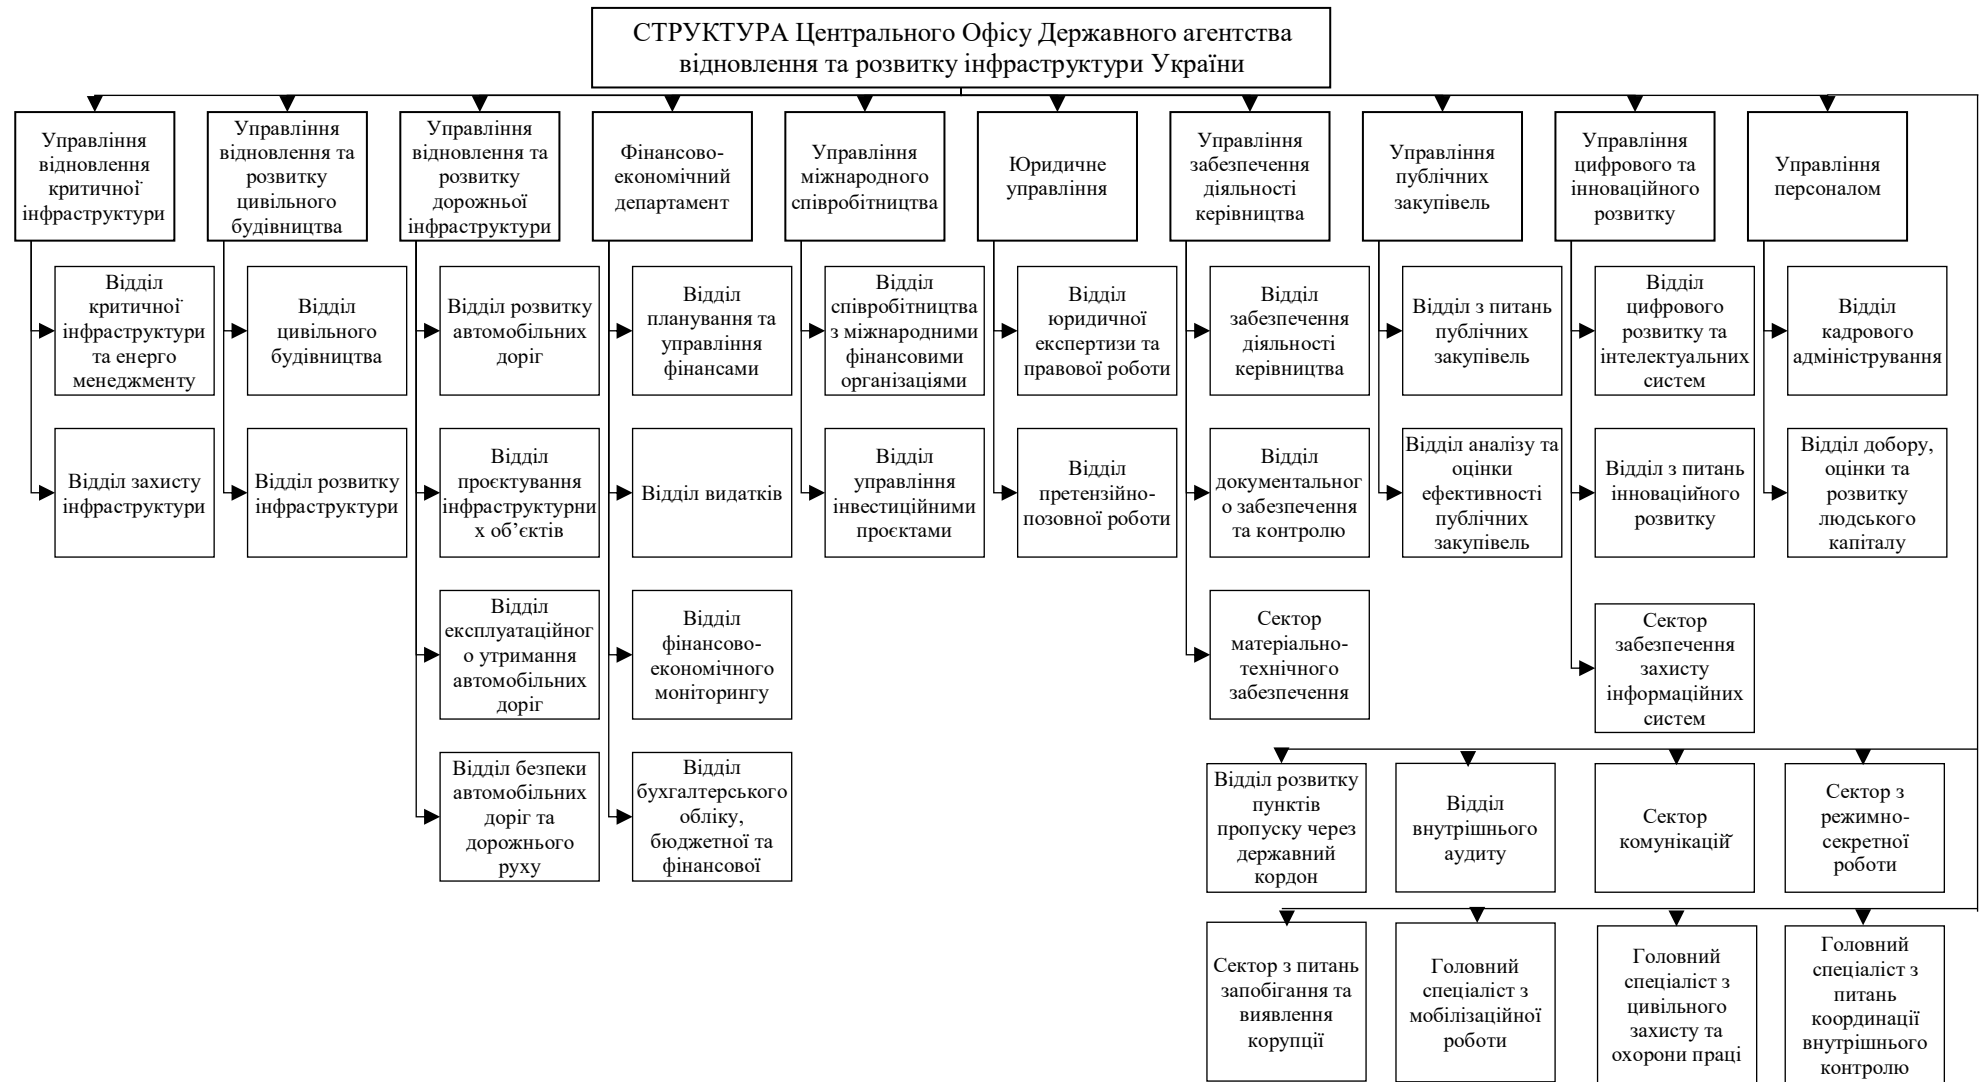 СТРУКТУРА Центрального Офісу Державного агентства
відновлення та розвитку інфраструктури України
Управління
відновлення
критичної
інфраструктури
Управління
відновлення та
розвитку
цивільного
будівництва
Управління
відновлення та
розвитку
дорожньої
інфраструктури
Фінансово-
економічний
департамент
Управління
міжнародного
співробітництва
Юридичне
управління
Управління
забезпечення
діяльності
керівництва
Управління
публічних
закупівель
Управління
цифрового та
інноваційного
розвитку
Управління
персоналом
Відділ
критичної
інфраструктури
та енерго
менеджменту
Відділ
цивільного
будівництва
Відділ розвитку
автомобільних
доріг
Відділ
планування та
управління
фінансами
Відділ
співробітництва
з міжнародними
фінансовими
організаціями
Відділ
юридичної
експертизи та
правової роботи
Відділ
забезпечення
діяльності
керівництва
Відділ з питань
публічних
закупівель
Відділ
цифрового
розвитку та
інтелектуальних
систем
Відділ
кадрового
адміністрування
Відділ захисту
інфраструктури
Відділ розвитку
інфраструктури
Відділ
проєктування
інфраструктурни
х об’єктів
Відділ видатків
Відділ
управління
інвестиційними
проєктами
Відділ
претензійно-
позовної роботи
Відділ
документальног
о забезпечення
та контролю
Відділ аналізу та
оцінки
ефективності
публічних
закупівель
Відділ з питань
інноваційного
розвитку
Відділ добору,
оцінки та
розвитку
людського
капіталу
Відділ
експлуатаційног
о утримання
автомобільних
доріг
Відділ
фінансово-
економічного
моніторингу
Сектор
матеріально-
технічного
забезпечення
Сектор
забезпечення
захисту
інформаційних
систем
Відділ безпеки
автомобільних
доріг та
дорожнього
руху
Відділ
бухгалтерського
обліку,
бюджетної та
фінансової
Відділ розвитку
пунктів
пропуску через
державний
кордон
Відділ
внутрішнього
аудиту
Сектор
комунікацій
Сектор з
режимно-
секретної
роботи
Сектор з питань
запобігання та
виявлення
корупції
Головний
спеціаліст з
мобілізаційної
роботи
Головний
спеціаліст з
цивільного
захисту та
охорони праці
Головний
спеціаліст з
питань
координації
внутрішнього
контролю